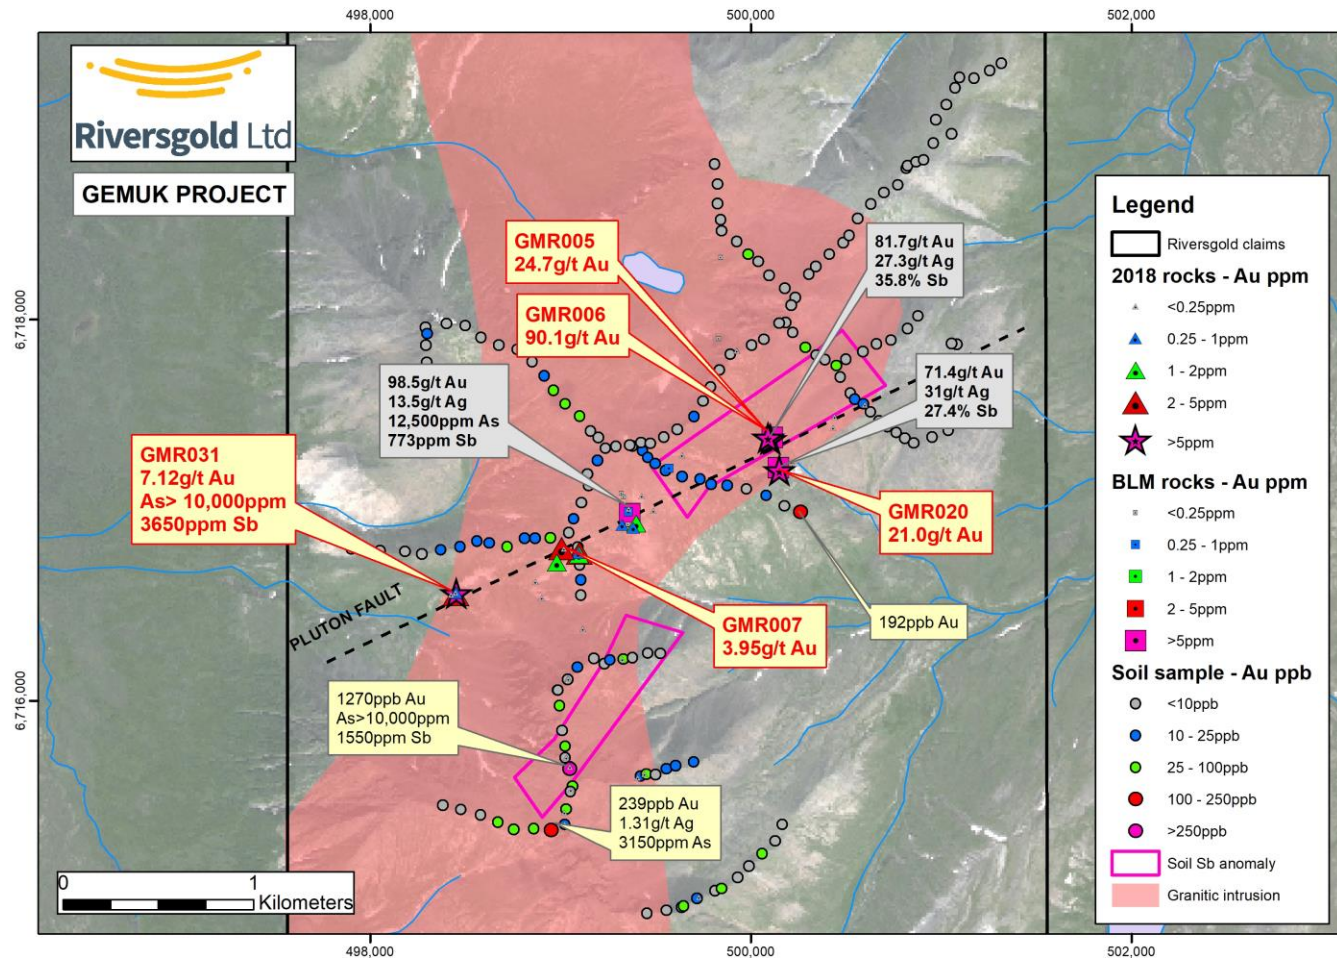 498,000
500,000
502,000
Riversgold Ltd
GEMUK PROJECT
GMR005
24.7g/t Au
GMR006
90.1g/t Au
81.7g/t Au
27.3g/t Ag
35.8% Sb
98.5g/t Au
13.5g/t Ag
12,500ppm As
773ppm Sb
71.4g/t Au
31g/t Ag
27.4% Sb
GMR031
7.12g/t Au
As> 10,000ppm
3650ppm Sb
GMR020
21.0g/t Au
PLUTON FAULT
GMR007
3.95g/t Au
192ppb Au
1270ppb Au
As>10,000ppm
1550ppm Sb
239ppb Au
1.31g/t Ag
3150ppm As
6,718,000
6,716,000
0 1
Kilometers
Legend
Riversgold claims
2018 rocks - Au ppm
<0.25ppm
0.25 - 1ppm
1 - 2ppm
2 - 5ppm
>5ppm
BLM rocks - Au ppm
<0.25ppm
0.25 - 1ppm
1 - 2ppm
2 - 5ppm
>5ppm
Soil sample - Au ppb
<10ppb
10 - 25ppb
25 - 100ppb
100 - 250ppb
>250ppb
Soil Sb anomaly
Granitic intrusion
498,000
500,000
502,000